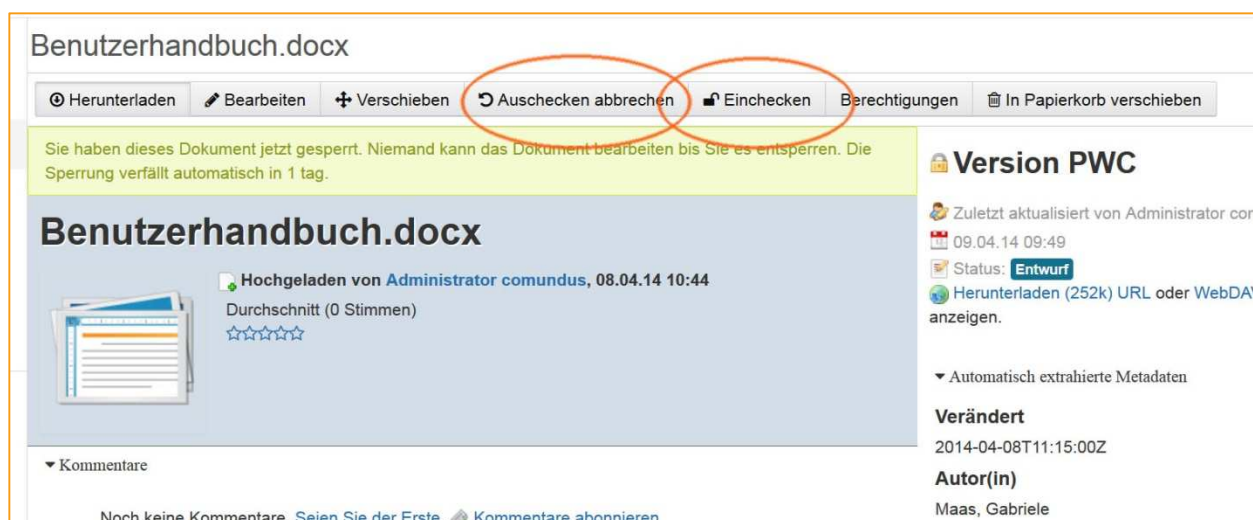 Benutzerhandbuch.docx
Herunterladen Bearbeiten Verschieben Auschecken abbrechen Einchecken Berechtigungen In Papierkorb verschieben
Sie haben dieses Dokument jetzt gesperrt. Niemand kann das Dokument bearbeiten bis Sie es entsperren. Die
Sperrung verfällt automatisch in 1 tag.
Benutzerhandbuch.docx
Hochgeladen von Administrator comundus, 08.04.14 10:44
Durchschnitt (0 Stimmen)
Kommentare
Noch keine Kommentare. Seien Sie der Erste. Kommentare abonnieren
Version PWC
Zuletzt aktualisiert von Administrator
09.04.14 09:49
Status: Entwurf
Herunterladen (252k) URL oder
anzeigen.
Automatisch extrahierte Metadaten
Verändert
2014-04-08T11:15:00Z
Autor(in)
Maas, Gabriele